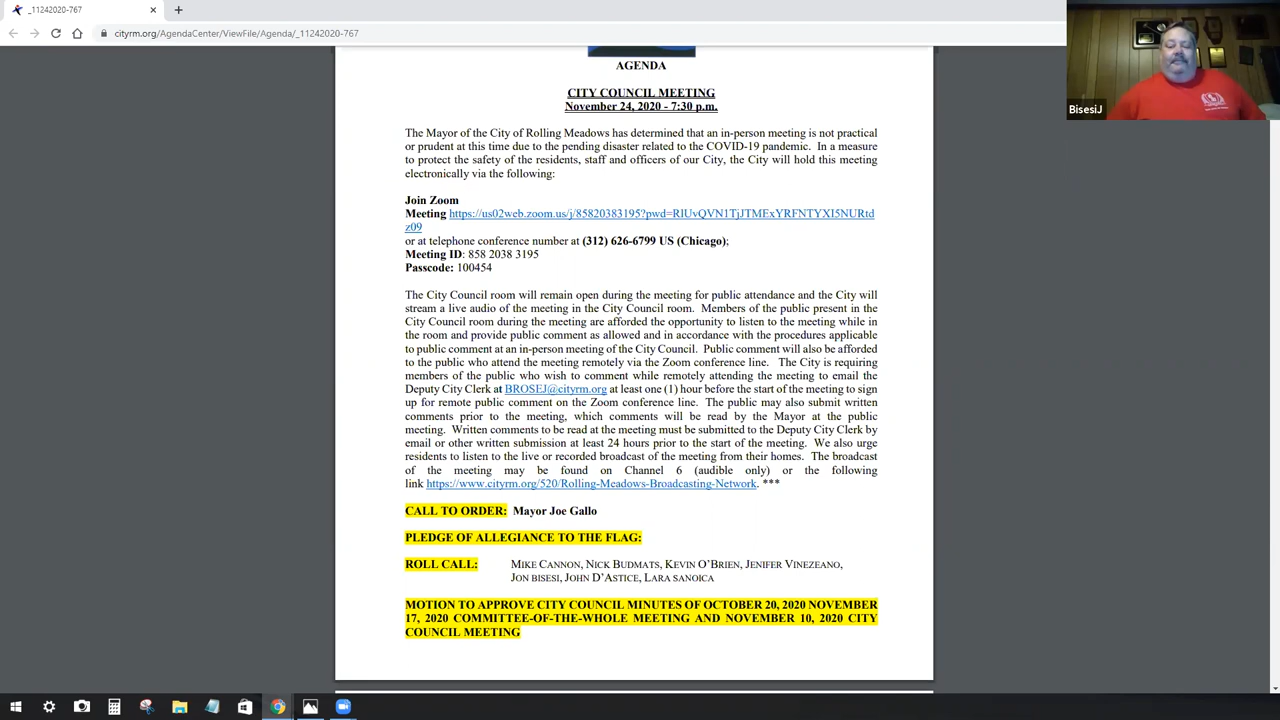 _11242020-767
cityrm.org/AgendaCenter/ViewFile/Agenda/_11242020-767
BisesiJ
AGENDA
CITY COUNCIL MEETING
November 24, 2020 - 7:30 p.m.
The Mayor of the City of Rolling Meadows has determined that an in-person meeting is not practical
or prudent at this time due to the pending disaster related to the COVID-19 pandemic. In a measure
to protect the safety of the residents, staff and officers of our City, the City will hold this meeting
electronically via the following:
Join Zoom
Meeting https://us02web.zoom.us/j/85820383195?pwd=RlUvQVN1TjJTMExYRFNTYXI5NURtd
z09
or at telephone conference number at (312) 626-6799 US (Chicago);
Meeting ID: 858 2038 3195
Passcode: 100454
The City Council room will remain open during the meeting for public attendance and the City will
stream a live audio of the meeting in the City Council room. Members of the public present in the
City Council room during the meeting are afforded the opportunity to listen to the meeting while in
the room and provide public comment as allowed and in accordance with the procedures applicable
to public comment at an in-person meeting of the City Council. Public comment will also be afforded
to the public who attend the meeting remotely via the Zoom conference line. The City is requiring
members of the public who wish to comment while remotely attending the meeting to email the
Deputy City Clerk at BROSEJ@cityrm.org at least one (1) hour before the start of the meeting to sign
up for remote public comment on the Zoom conference line. The public may also submit written
comments prior to the meeting, which comments will be read by the Mayor at the public
meeting. Written comments to be read at the meeting must be submitted to the Deputy City Clerk by
email or other written submission at least 24 hours prior to the start of the meeting. We also urge
residents to listen to the live or recorded broadcast of the meeting from their homes. The broadcast
of the meeting may be found on Channel 6 (audible only) or the following
link https://www.cityrm.org/520/Rolling-Meadows-Broadcasting-Network. ***
CALL TO ORDER: Mayor Joe Gallo
PLEDGE OF ALLEGIANCE TO THE FLAG:
ROLL CALL: MIKE CANNON, NICK BUDMATS, KEVIN O'BRIEN, JENIFER VINEZEANO,
JON BISESI, JOHN D'ASTICE, LARA SANOICA
MOTION TO APPROVE CITY COUNCIL MINUTES OF OCTOBER 20, 2020 NOVEMBER
17, 2020 COMMITTEE-OF-THE-WHOLE MEETING AND NOVEMBER 10, 2020 CITY
COUNCIL MEETING